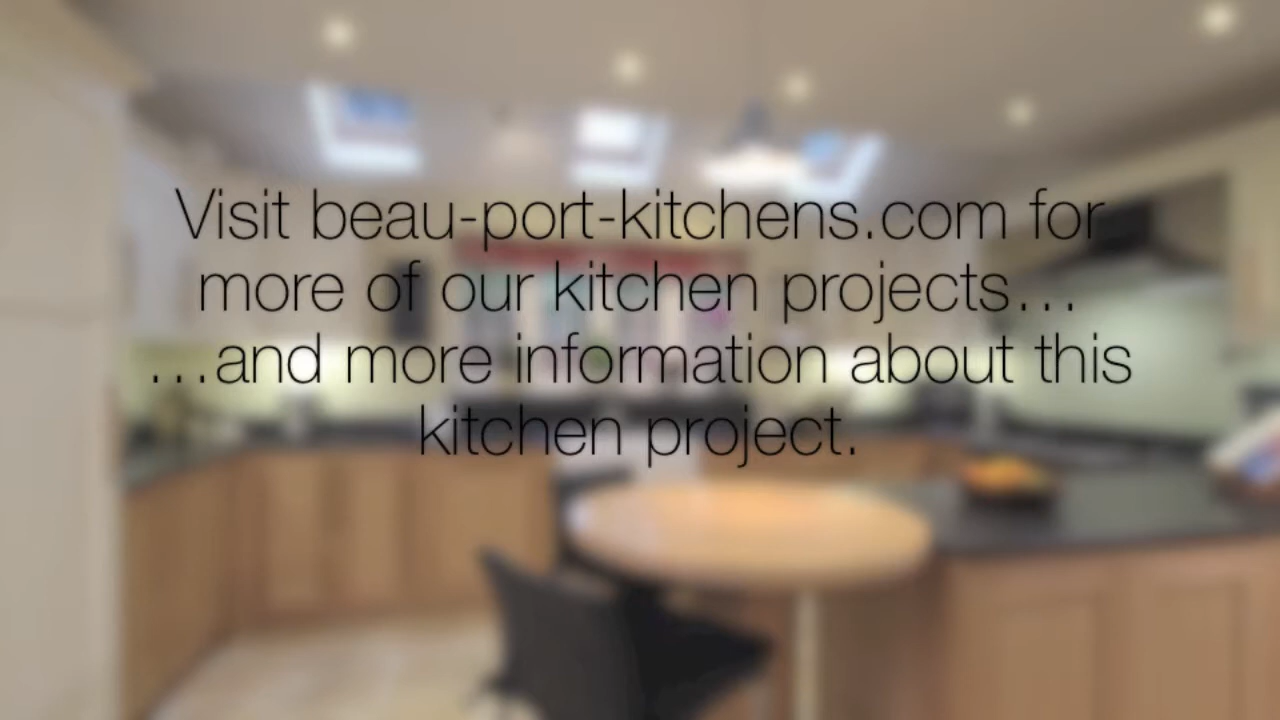 Visit beau-port-kitchens.com for
more of our kitchen projects…
…and more information about this
kitchen project.